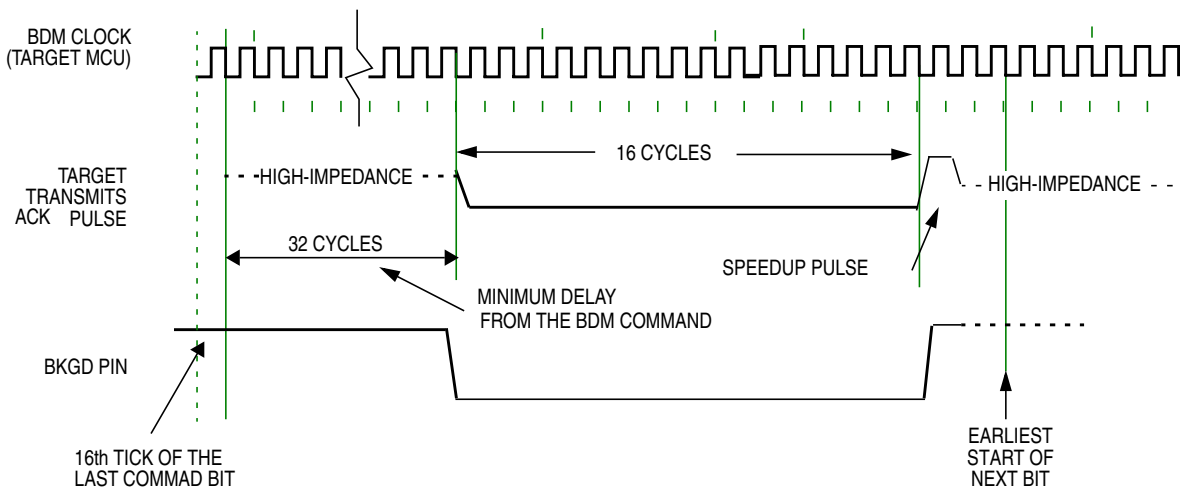 BDM CLOCK
(TARGET MCU)
16 CYCLES
TARGET
TRANSMITS
ACK PULSE
HIGH-IMPEDANCE
HIGH-IMPEDANCE
32 CYCLES
SPEEDUP PULSE
MINIMUM DELAY
FROM THE BDM COMMAND
BKGD PIN
16th TICK OF THE
LAST COMMAD BIT
EARLIEST
START OF
NEXT BIT